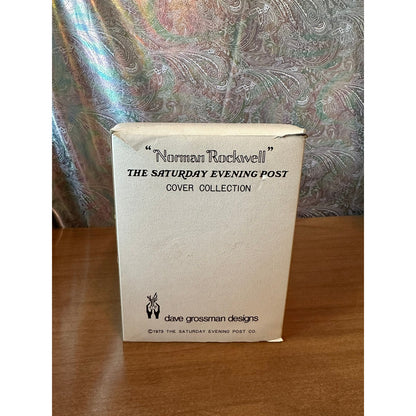 "Norman Rockwell"
THE SATURDAY EVENING POST
COVER COLLECTION
dave grossman designs
©1973 THE SATURDAY EVENING POST CO.